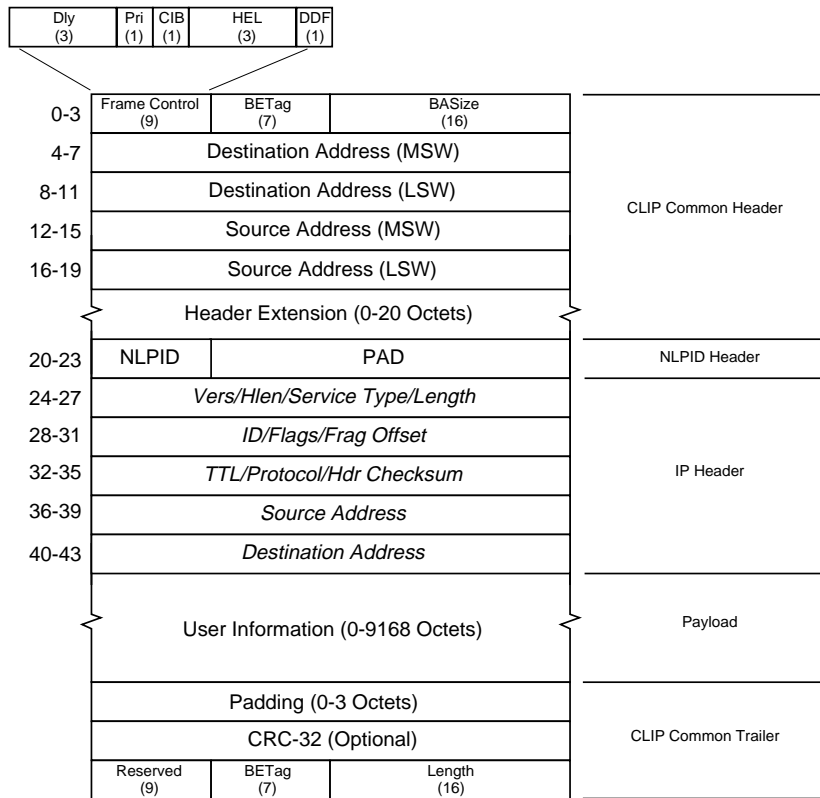 Dly Pri CIB HEL DDF
(3) (1) (1) (3) (1)
Frame Control BETag BASize
0-3 (9) (7) (16)
4-7 Destination Address (MSW)
8-11 Destination Address (LSW)
CLIP Common Header
12-15 Source Address (MSW)
16-19 Source Address (LSW)
Header Extension (0-20 Octets)
20-23 NLPID PAD NLPID Header
24-27 Vers/Hlen/Service Type/Length
28-31 ID/Flags/Frag Offset
32-35 TTL/Protocol/Hdr Checksum IP Header
36-39 Source Address
40-43 Destination Address
User Information (0-9168 Octets) Payload
Padding (0-3 Octets)
CRC-32 (Optional) CLIP Common Trailer
Reserved BETag Length
(9) (7) (16)